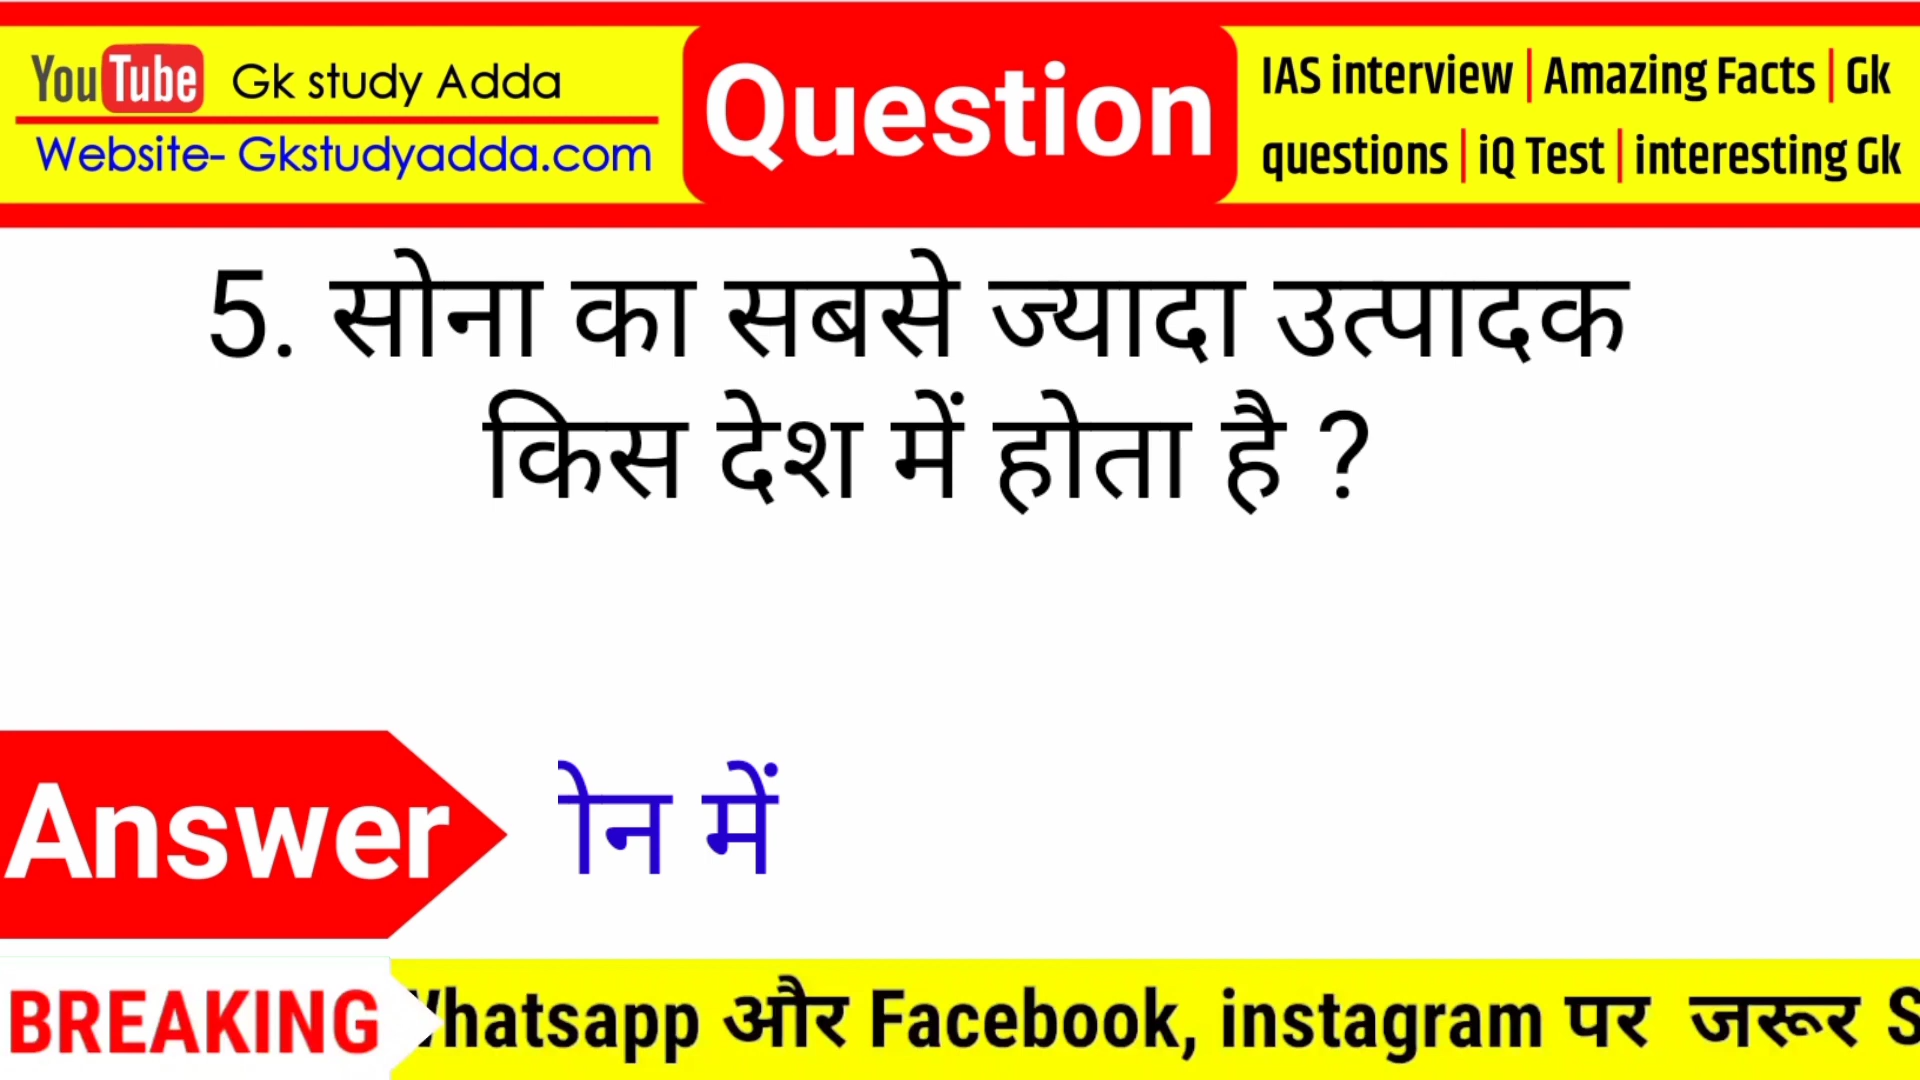 YouTube Gk study Adda
Website- Gkstudyadda.com
Question
IAS interview | Amazing Facts | Gk
questions | iQ Test | interesting Gk
5. सोना का सबसे ज्यादा उत्पादक
किस देश में होता है ?
Answer
में
BREAKING
hatsapp और Facebook, instagram पर जरूर S